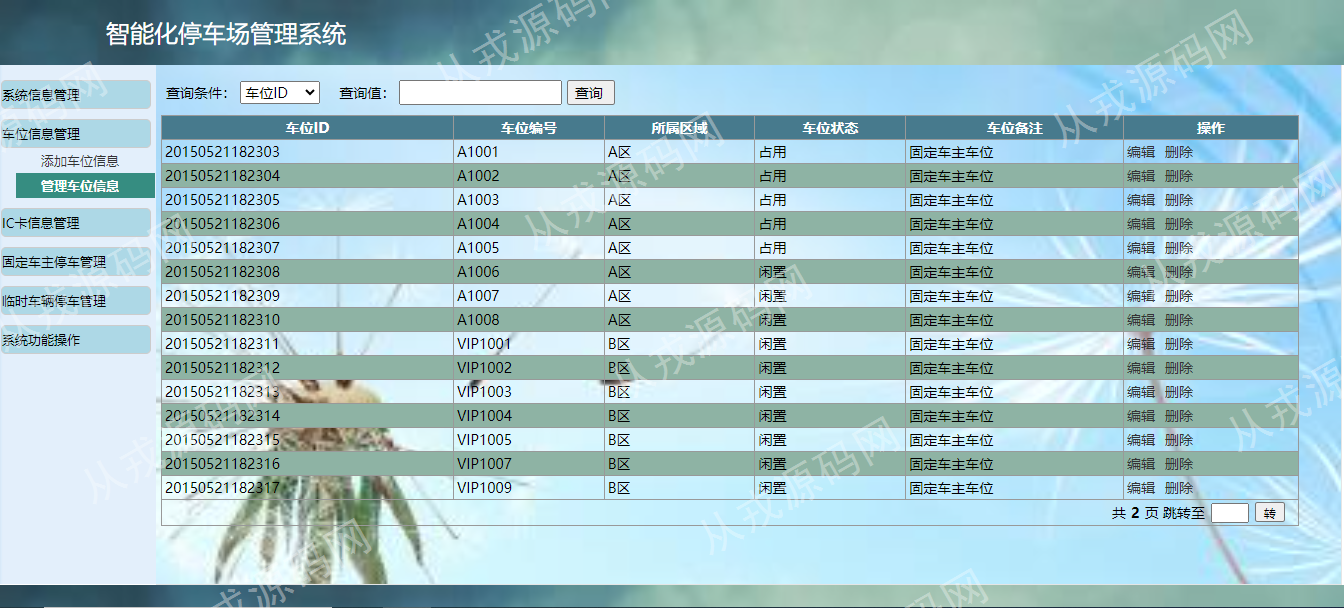 智能化停车场管理系统
系统信息管理
车位信息管理
添加车位信息
管理车位信息
IC卡信息管理
固定车主停车管理
临时车辆停车管理
系统功能操作
查询条件： 车位ID 查询值： 查询
车位ID 车位编号 所属区域 车位状态 车位备注 操作
20150521182303 A1001 A区 占用 固定车主车位 编辑 删除
20150521182304 A1002 A区 占用 固定车主车位 编辑 删除
20150521182305 A1003 A区 占用 固定车主车位 编辑 删除
20150521182306 A1004 A区 占用 固定车主车位 编辑 删除
20150521182307 A1005 A区 占用 固定车主车位 编辑 删除
20150521182308 A1006 A区 闲置 固定车主车位 编辑 删除
20150521182309 A1007 A区 闲置 固定车主车位 编辑 删除
20150521182310 A1008 A区 闲置 固定车主车位 编辑 删除
20150521182311 VIP1001 B区 闲置 固定车主车位 编辑 删除
20150521182312 VIP1002 B区 闲置 固定车主车位 编辑 删除
20150521182313 VIP1003 B区 闲置 固定车主车位 编辑 删除
20150521182314 VIP1004 B区 闲置 固定车主车位 编辑 删除
20150521182315 VIP1005 B区 闲置 固定车主车位 编辑 删除
20150521182316 VIP1007 B区 闲置 固定车主车位 编辑 删除
20150521182317 VIP1009 B区 闲置 固定车主车位 编辑 删除
共 2 页 跳转至 转
从戎源码网